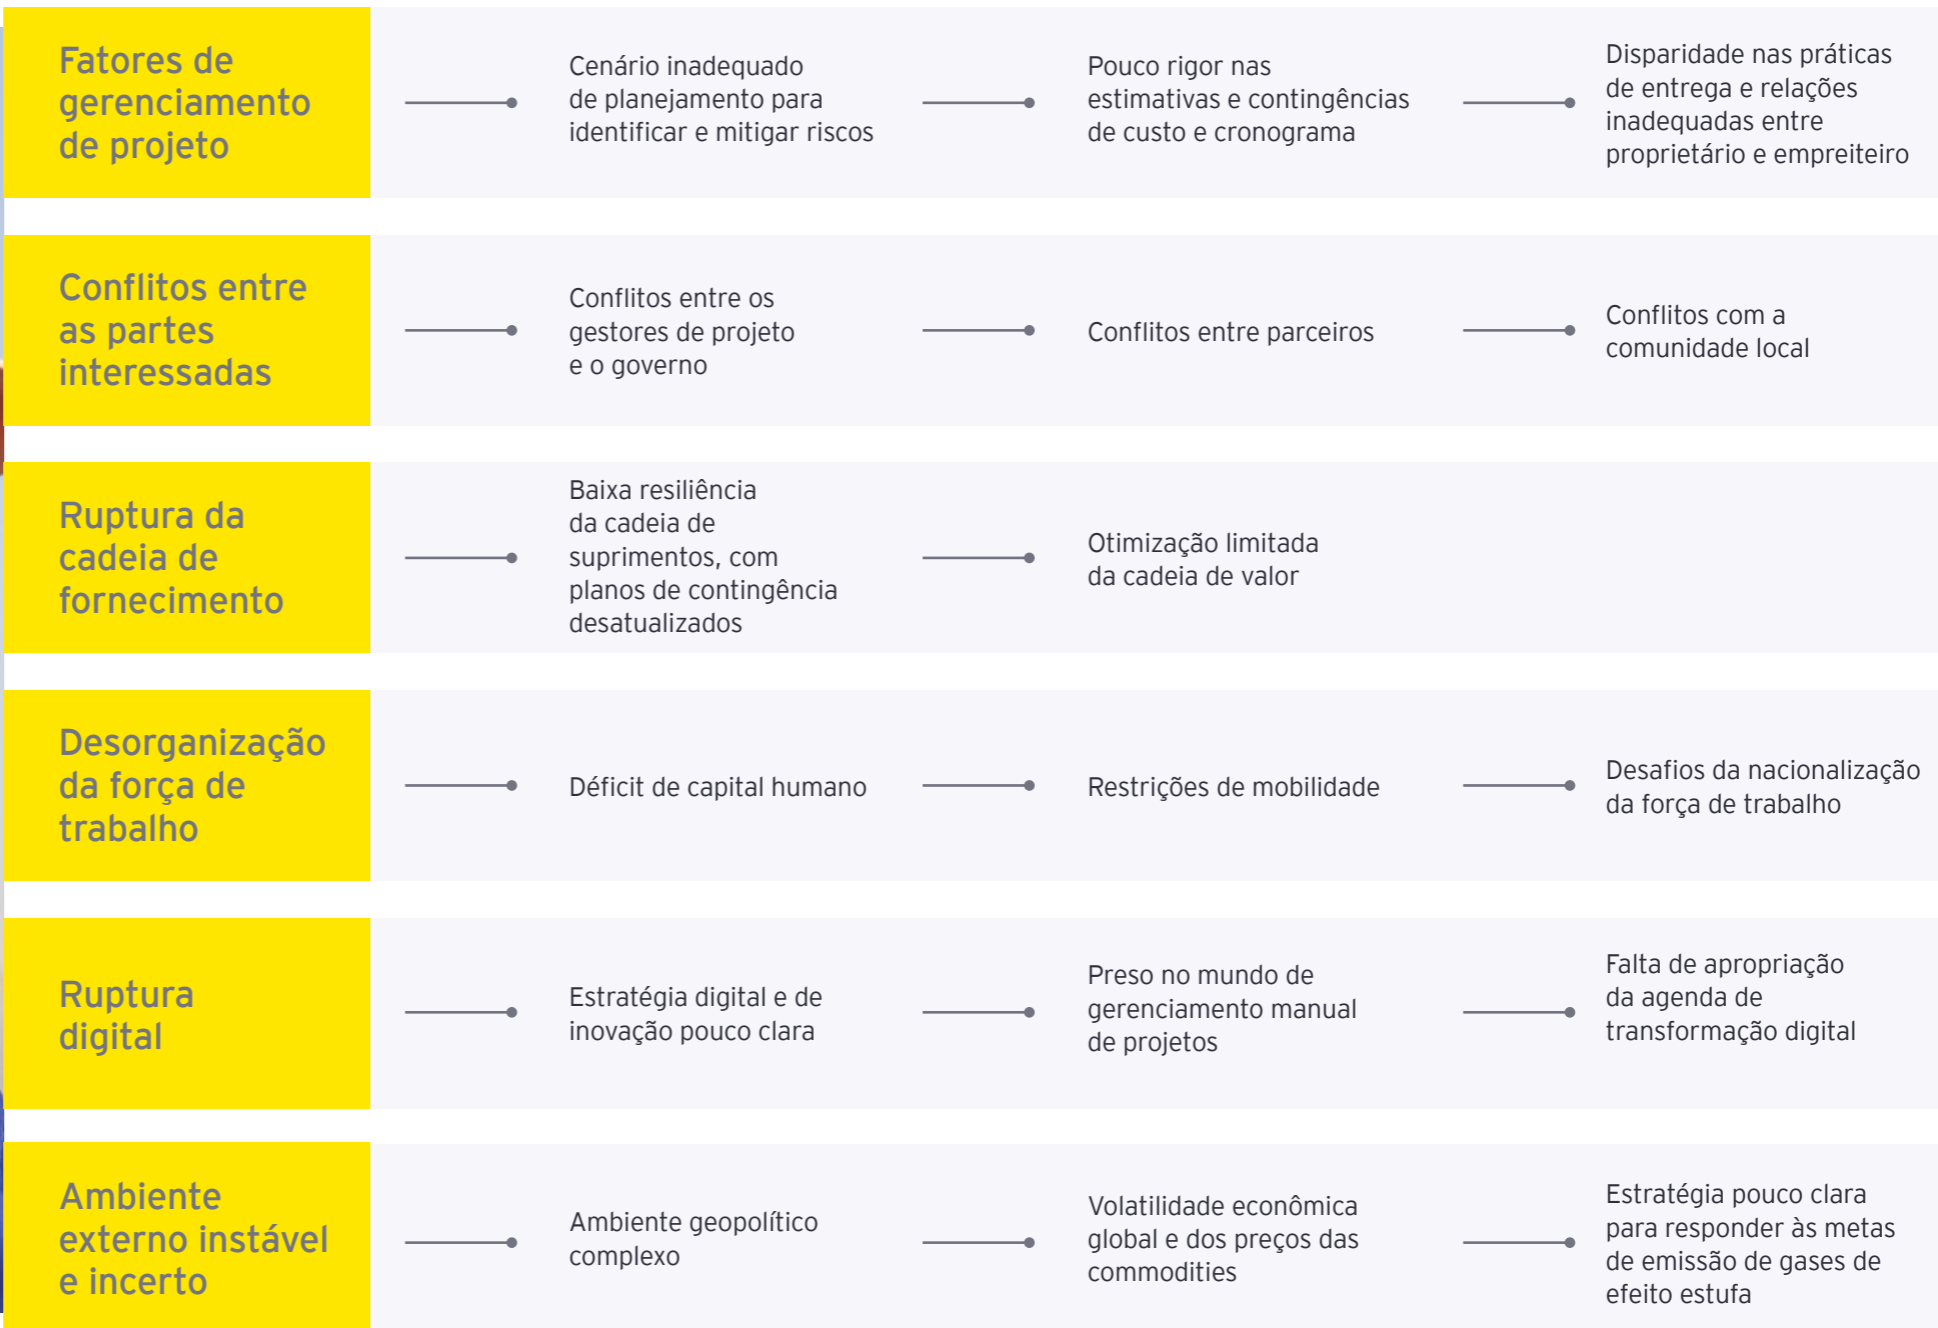 Fatores de
gerenciamento
de projeto
Cenário inadequado
de planejamento para
identificar e mitigar riscos
Pouco rigor nas
estimativas e contingências
de custo e cronograma
Disparidade nas práticas
de entrega e relações
inadequadas entre
proprietário e empreiteiro
Conflitos entre
as partes
interessadas
Conflitos entre os
gestores de projeto
e o governo
Conflitos entre parceiros
Conflitos com a
comunidade local
Ruptura da
cadeia de
fornecimento
Baixa resiliência
da cadeia de
suprimentos, com
planos de contingência
desatualizados
Otimização limitada
da cadeia de valor
Desorganização
da força de
trabalho
Déficit de capital humano
Restrições de mobilidade
Desafios da nacionalização
da força de trabalho
Ruptura
digital
Estratégia digital e de
inovação pouco clara
Preso no mundo de
gerenciamento manual
de projetos
Falta de apropriação
da agenda de
transformação digital
Ambiente
externo instável
e incerto
Ambiente geopolítico
complexo
Volatilidade econômica
global e dos preços das
commodities
Estratégia pouco clara
para responder às metas
de emissão de gases de
efeito estufa